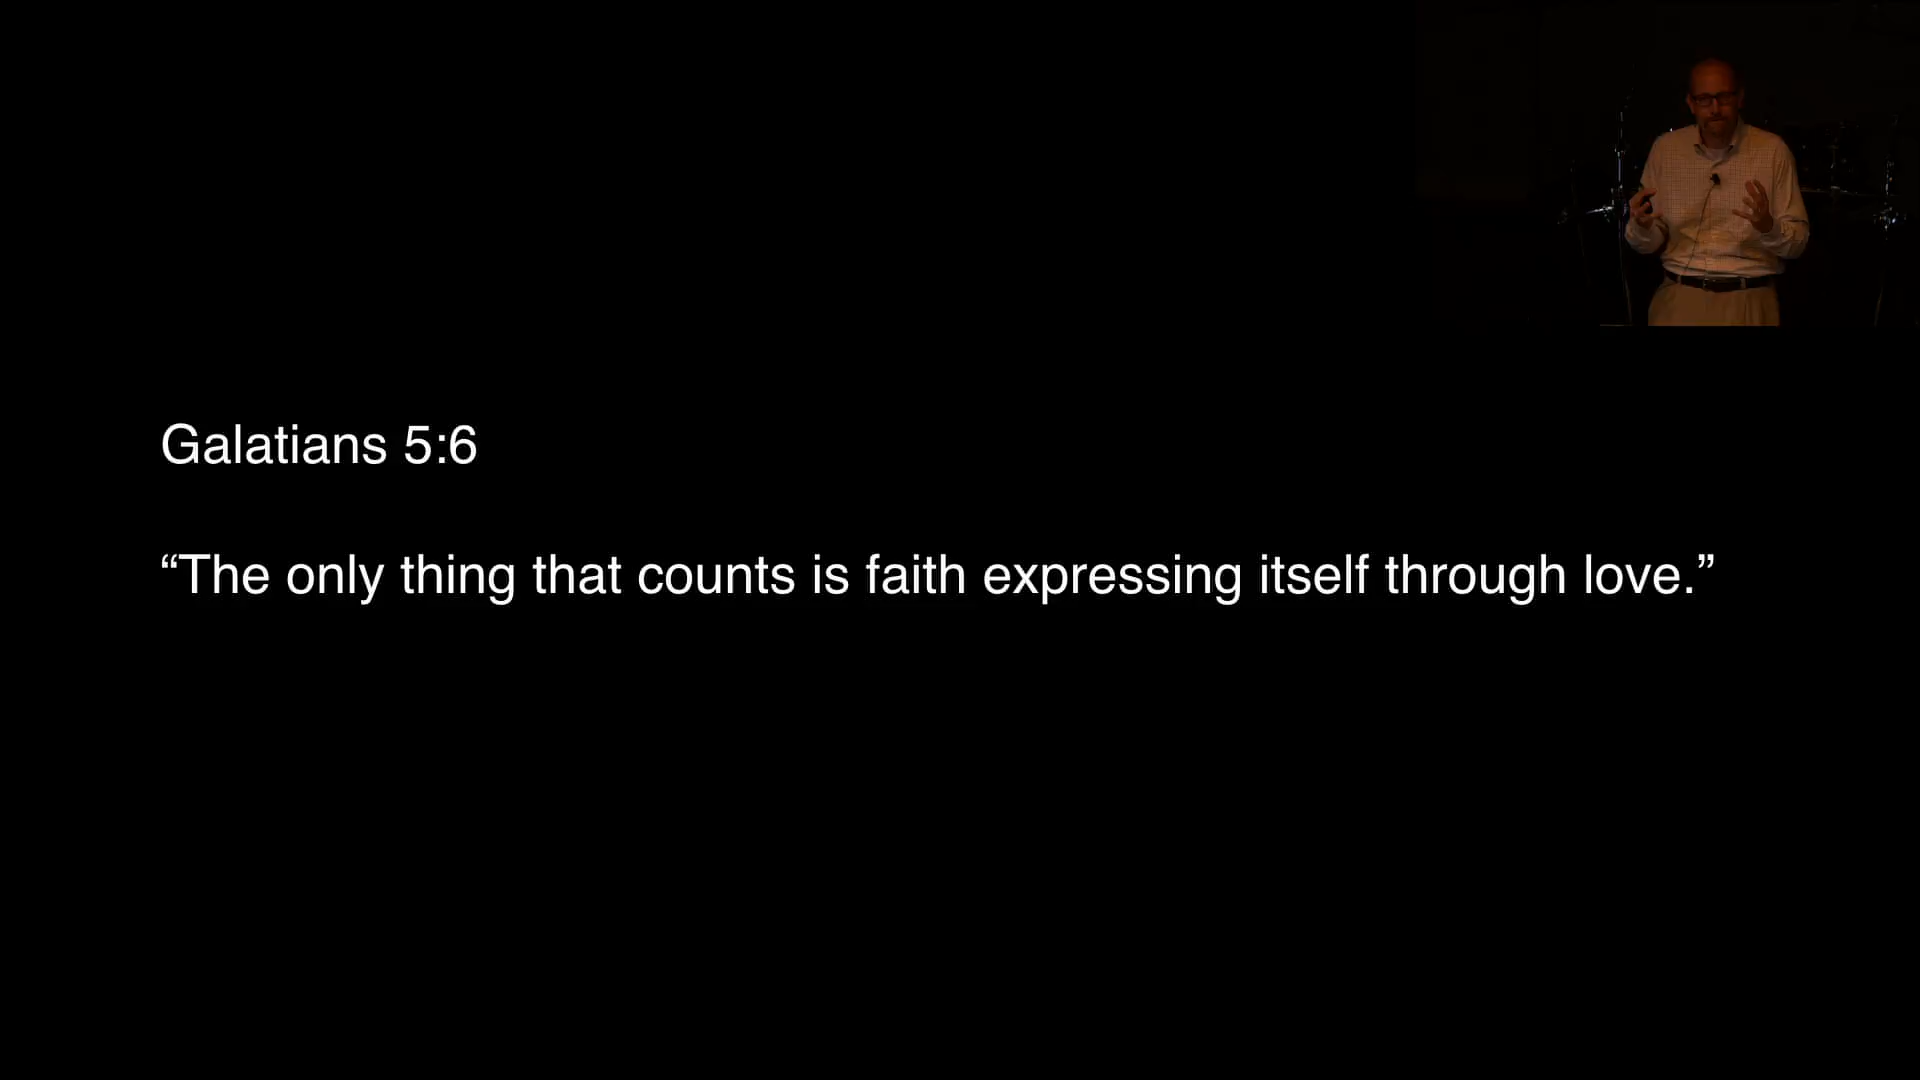 Galatians 5:6
“The only thing that counts is faith expressing itself through love.”